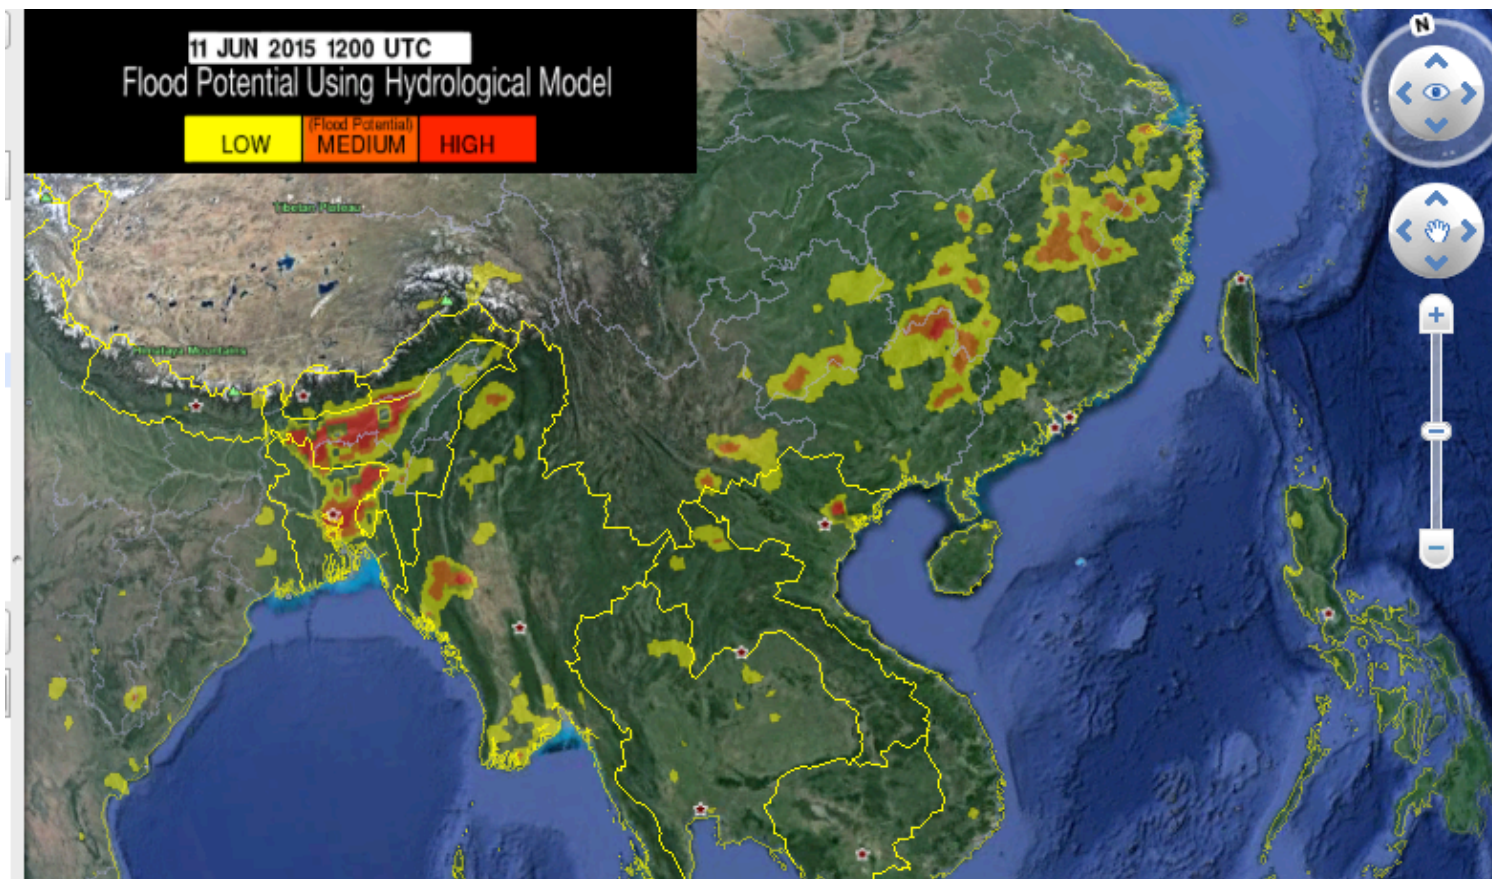 11 JUN 2015 1200 UTC
Flood Potential Using Hydrological Model
(Flood Potential)
LOW MEDIUM HIGH
N
Tibetan Plateau
Himalaya Mountains